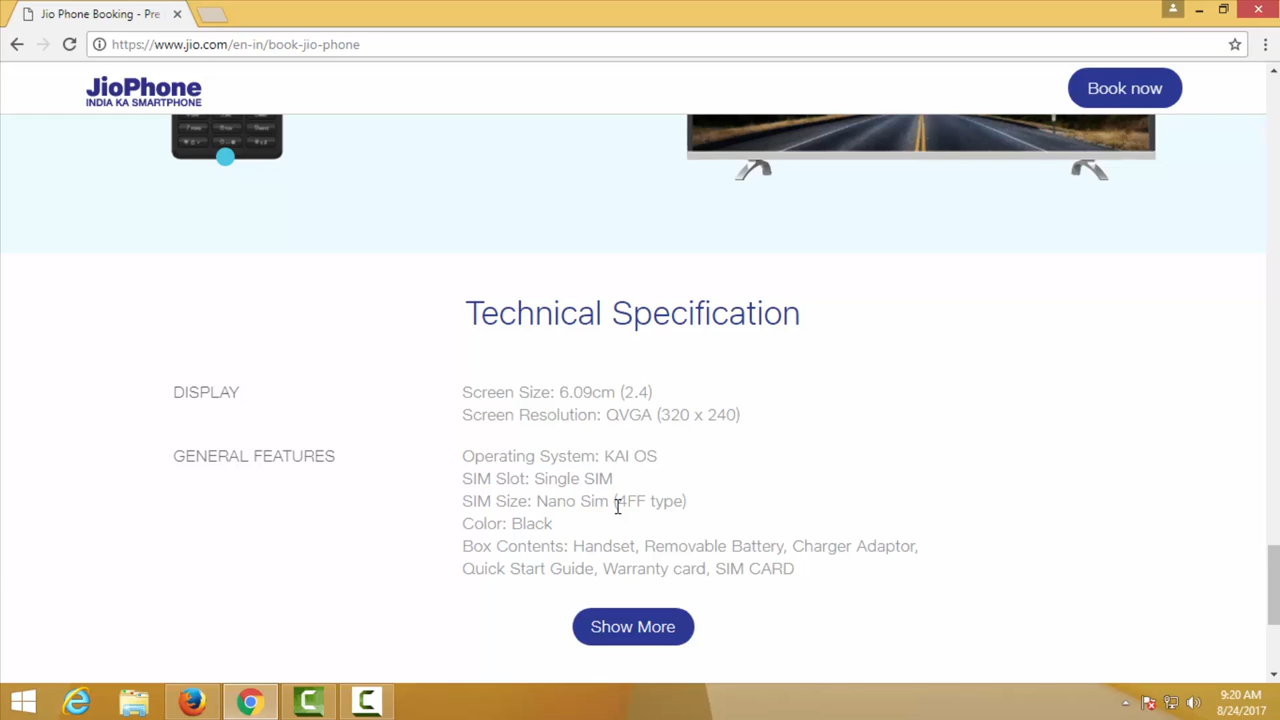 Jio Phone Booking - Pre
https://www.jio.com/en-in/book-jio-phone
JioPhone
INDIA KA SMARTPHONE
Book now
Technical Specification
DISPLAY
Screen Size: 6.09cm (2.4)
Screen Resolution: QVGA (320 x 240)
GENERAL FEATURES
Operating System: KAI OS
SIM Slot: Single SIM
SIM Size: Nano Sim (4FF type)
Color: Black
Box Contents: Handset, Removable Battery, Charger Adaptor,
Quick Start Guide, Warranty card, SIM CARD
Show More
9:20 AM
8/24/2017